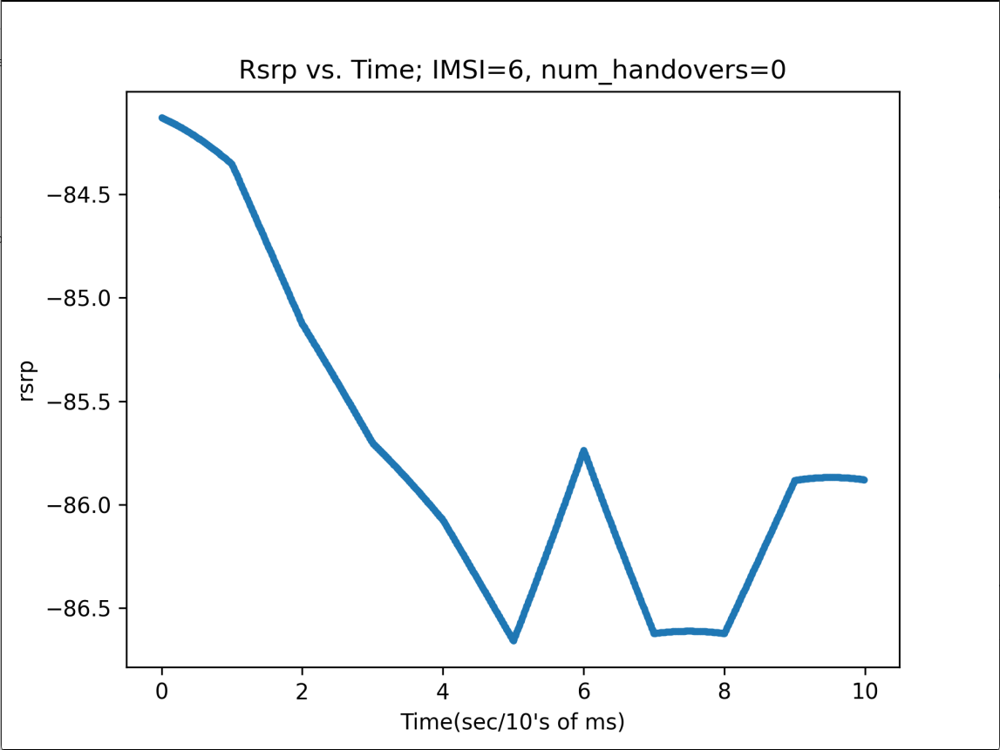 Rsrp vs. Time; IMSI=6, num_handovers=0
−84.5
−85.0
−85.5
−86.0
−86.5
rsrp
0 2 4 6 8 10
Time(sec/10's of ms)